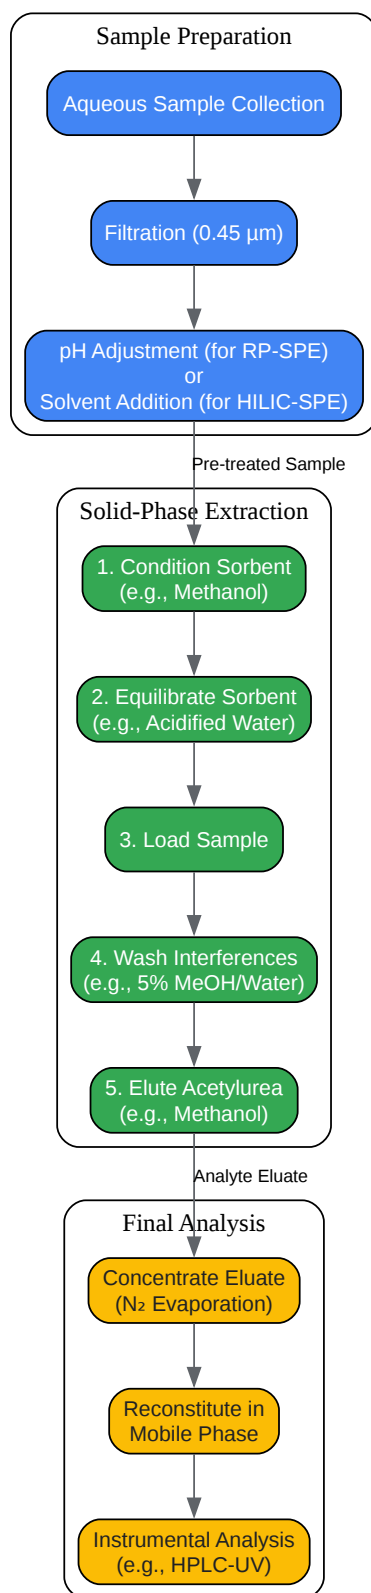 Sample Preparation
Aqueous Sample Collection
Filtration (0.45 µm)
pH Adjustment (for RP-SPE)
or
Solvent Addition (for HILIC-SPE)
Pre-treated Sample
Solid-Phase Extraction
1. Condition Sorbent
(e.g., Methanol)
2. Equilibrate Sorbent
(e.g., Acidified Water)
3. Load Sample
4. Wash Interferences
(e.g., 5% MeOH/Water)
5. Elute Acetylurea
(e.g., Methanol)
Analyte Eluate
Final Analysis
Concentrate Eluate
(N₂ Evaporation)
Reconstitute in
Mobile Phase
Instrumental Analysis
(e.g., HPLC-UV)